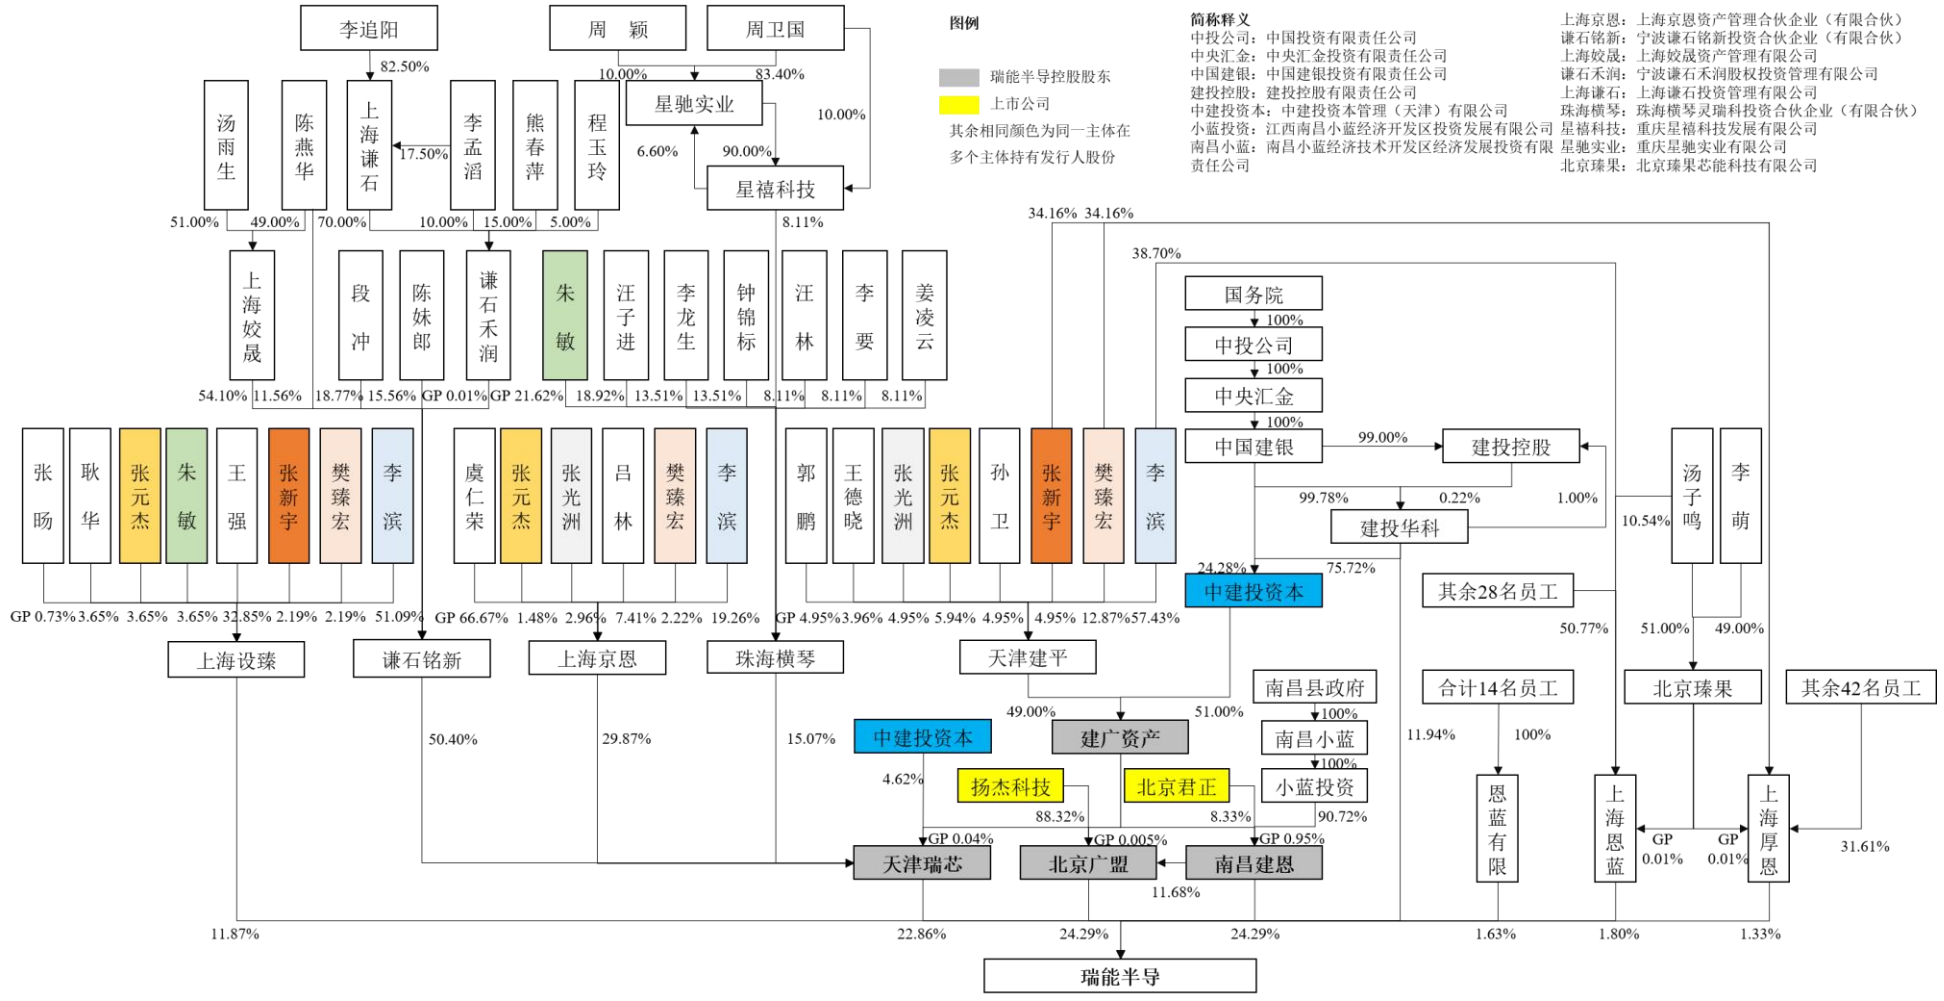 李追阳
周 颖
周卫国
图例
瑞能半导控股股东
上市公司
其余相同颜色为同一主体在
多个主体持有发行人股份
简称释义
中投公司：中国投资有限责任公司
中央汇金：中央汇金投资有限责任公司
中国建银：中国建银投资有限责任公司
建投控股：建投控股有限责任公司
中建投资本：中建投资本管理（天津）有限公司
小蓝投资：江西南昌小蓝经济开发区投资发展有限公司
南昌小蓝：南昌小蓝经济技术开发区经济发展投资有限
责任公司
上海京恩：上海京恩资产管理合伙企业（有限合伙）
谦石铭新：宁波谦石铭新投资合伙企业（有限合伙）
上海姣晟：上海姣晟资产管理有限公司
谦石禾润：宁波谦石禾润股权投资管理有限公司
上海谦石：上海谦石投资管理有限公司
珠海横琴：珠海横琴灵瑞科投资合伙企业（有限合伙）
星禧科技：重庆星禧科技发展有限公司
星驰实业：重庆星驰实业有限公司
北京臻果：北京臻果芯能科技有限公司
82.50%
10.00%
83.40%
汤雨生
陈燕华
上海谦石
李孟滔
熊春萍
程玉玲
星驰实业
10.00%
17.50%
6.60%
90.00%
星禧科技
51.00%
49.00%
70.00%
10.00%
15.00%
5.00%
8.11%
34.16%
34.16%
38.70%
上海姣晟
段 冲
陈妹郎
谦石禾润
朱 敏
汪子进
李龙生
钟锦标
汪 林
李 要
姜凌云
国务院
100%
中投公司
100%
中央汇金
100%
54.10%
11.56%
18.77%
15.56%
GP 0.01%
GP 21.62%
18.92%
13.51%
13.51%
8.11%
8.11%
8.11%
张 旸
耿 华
张元杰
朱 敏
王 强
张新宇
樊臻宏
李 滨
虞仁荣
张元杰
张光洲
吕 林
樊臻宏
李 滨
郭 鹏
王德晓
张光洲
张元杰
孙 卫
张新宇
樊臻宏
李 滨
中国建银
99.00%
建投控股
99.78%
0.22%
1.00%
建投华科
汤子鸣
李 萌
10.54%
24.28%
75.72%
中建投资本
其余28名员工
GP 0.73%
3.65%
3.65%
3.65%
32.85%
2.19%
2.19%
51.09%
GP 66.67%
1.48%
2.96%
7.41%
2.22%
19.26%
GP 4.95%
3.96%
4.95%
5.94%
4.95%
4.95%
12.87%
57.43%
50.77%
51.00%
49.00%
上海设臻
谦石铭新
上海京恩
珠海横琴
天津建平
南昌县政府
合计14名员工
北京臻果
其余42名员工
49.00%
51.00%
100%
50.40%
29.87%
15.07%
中建投资本
建广资产
南昌小蓝
11.94%
100%
100%
4.62%
扬杰科技
北京君正
小蓝投资
88.32%
8.33%
90.72%
恩蓝有限
上海恩蓝
上海厚恩
GP 0.04%
GP 0.005%
GP 0.95%
GP
0.01%
GP
0.01%
31.61%
天津瑞芯
北京广盟
南昌建恩
11.68%
11.87%
22.86%
24.29%
24.29%
1.63%
1.80%
1.33%
瑞能半导